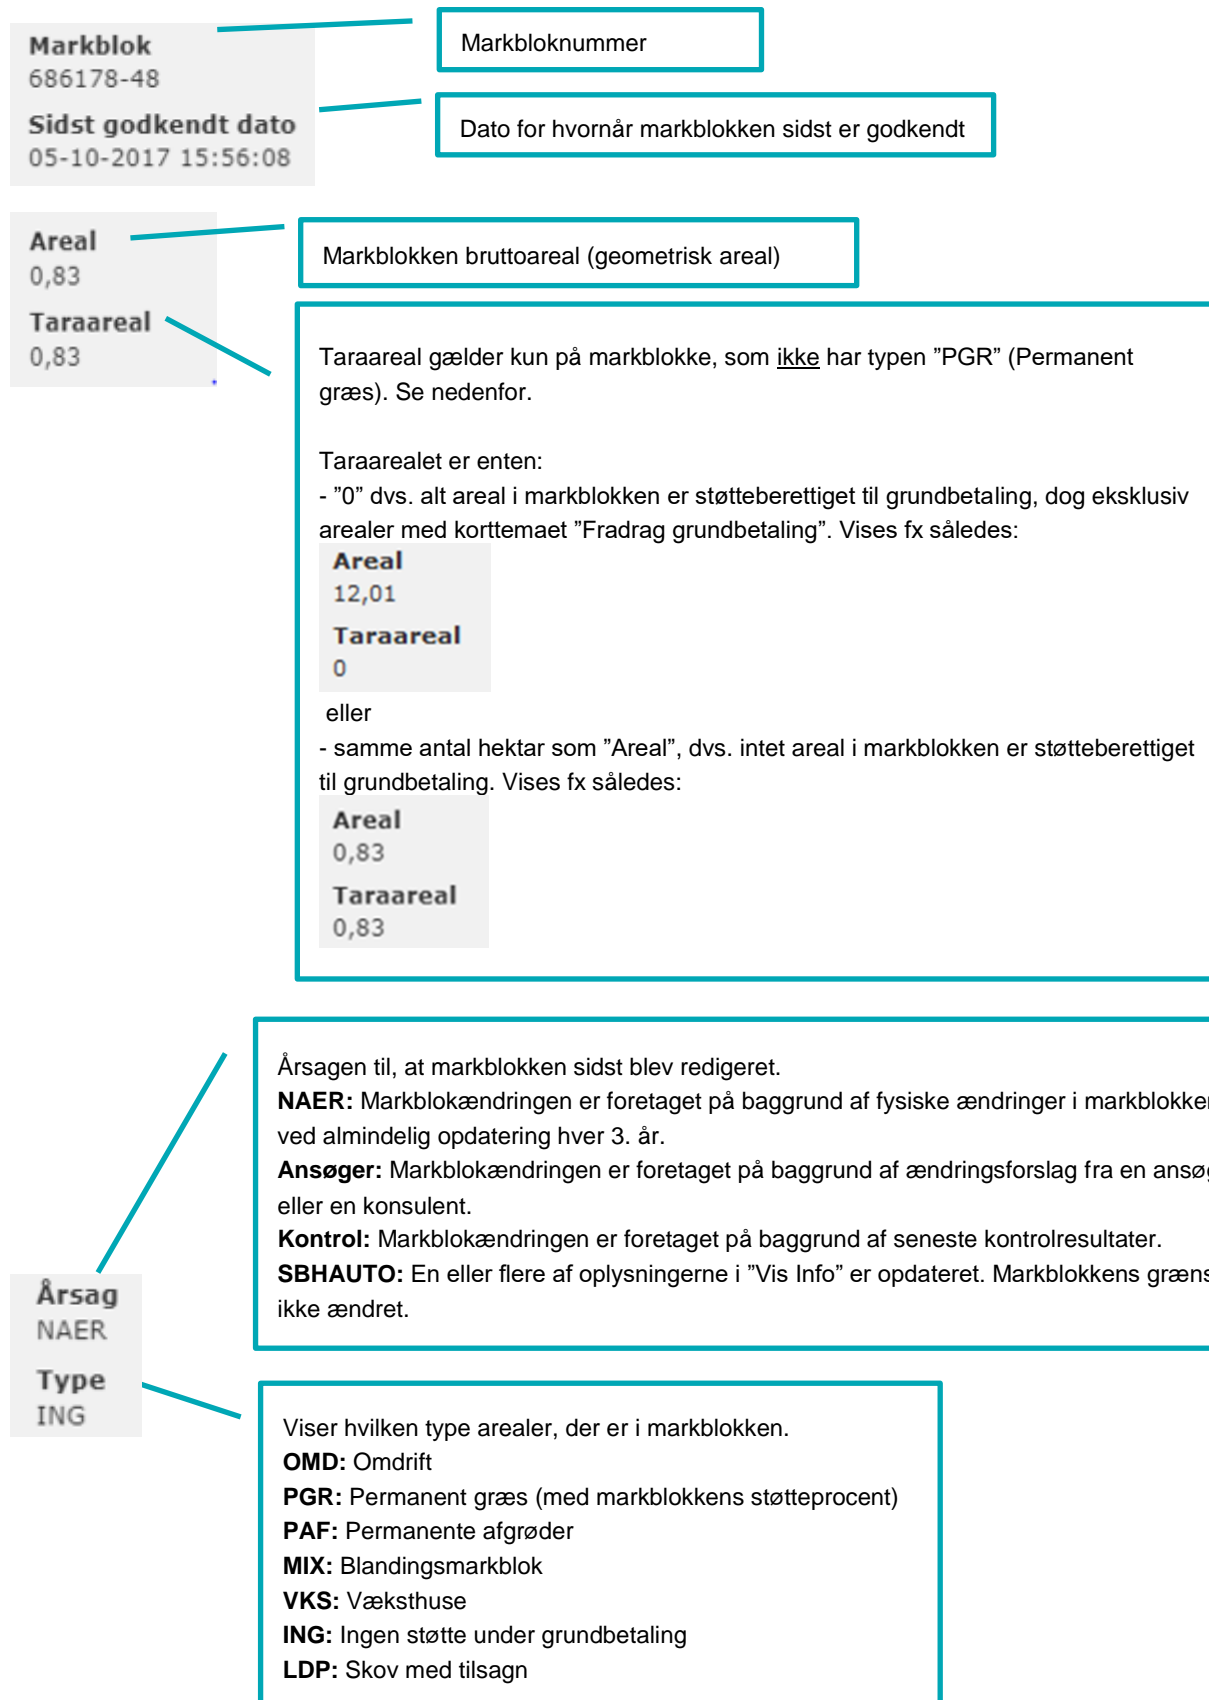 Markblok
686178-48
Sidst godkendt dato
05-10-2017 15:56:08
Markbloknummer
Dato for hvornår markblokken sidst er godkendt
Areal
0,83
Taraareal
0,83
Markblokken bruttoareal (geometrisk areal)
Taraareal gælder kun på markblokke, som ikke har typen ”PGR” (Permanent
græs). Se nedenfor.
Taraarealet er enten:
- ”0” dvs. alt areal i markblokken er støtteberettiget til grundbetaling, dog eksklusiv
arealer med korttemaet ”Fradrag grundbetaling”. Vises fx således:
Areal
12,01
Taraareal
0
eller
- samme antal hektar som ”Areal”, dvs. intet areal i markblokken er støtteberettiget
til grundbetaling. Vises fx således:
Areal
0,83
Taraareal
0,83
Årsagen til, at markblokken sidst blev redigeret.
NAER: Markblokændringen er foretaget på baggrund af fysiske ændringer i markblokken
ved almindelig opdatering hver 3. år.
Ansøger: Markblokændringen er foretaget på baggrund af ændringsforslag fra en ansøg
eller en konsulent.
Kontrol: Markblokændringen er foretaget på baggrund af seneste kontrolresultater.
SBHAUTO: En eller flere af oplysningerne i ”Vis Info” er opdateret. Markblokkens græns
ikke ændret.
Årsag
NAER
Type
ING
Viser hvilken type arealer, der er i markblokken.
OMD: Omdrift
PGR: Permanent græs (med markblokkens støtteprocent)
PAF: Permanente afgrøder
MIX: Blandingsmarkblok
VKS: Væksthuse
ING: Ingen støtte under grundbetaling
LDP: Skov med tilsagn